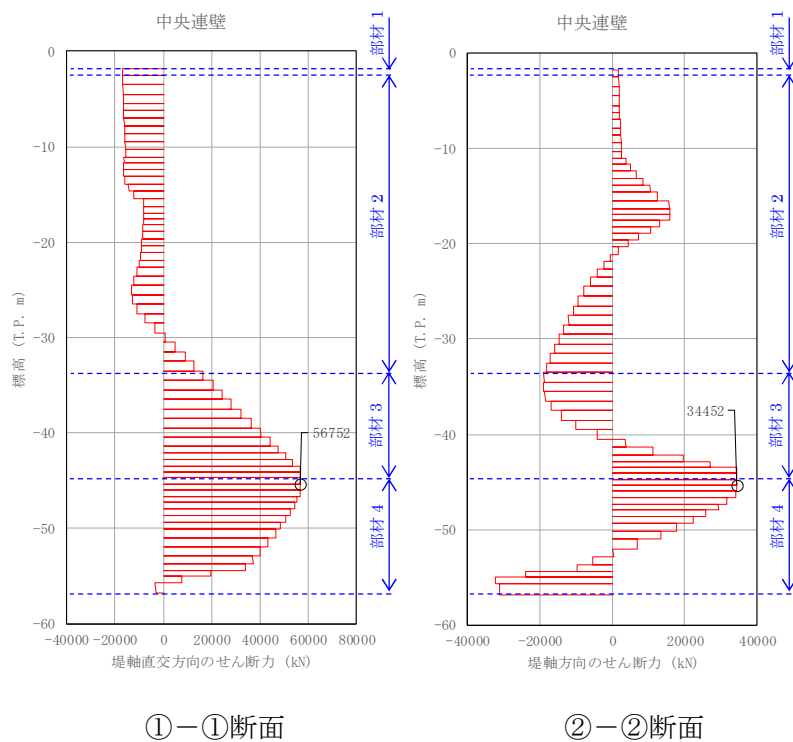 中央連壁
0
-10
-20
-30
-40
-50
-60
標高 (T.P. m)
-40000 -20000 0 20000 40000 60000 80000
堤軸直交方向のせん断力 (kN)
56752
部材 1
部材 2
部材 3
部材 4
①－①断面
中央連壁
0
-10
-20
-30
-40
-50
-60
標高 (T.P. m)
-40000 -20000 0 20000 40000
堤軸方向のせん断力 (kN)
34452
部材 1
部材 2
部材 3
部材 4
②－②断面